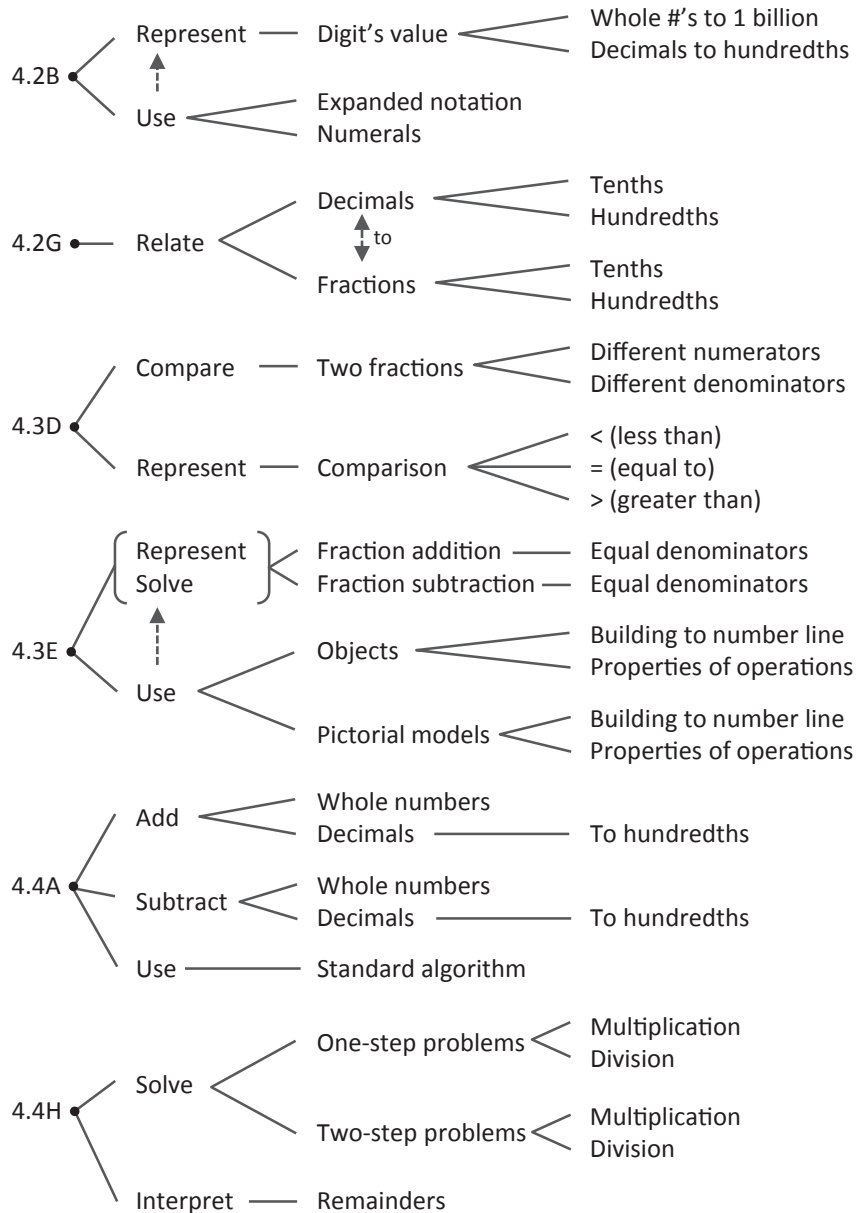 Represent Digit's value Whole #'s to 1 billion
Decimals to hundredths
4.2B
Use Expanded notation
Numerals
Decimals Tenths
Hundredths
4.2G Relate to
Fractions Tenths
Hundredths
Compare Two fractions Different numerators
Different denominators
4.3D
Represent Comparison < (less than)
= (equal to)
> (greater than)
Represent Fraction addition Equal denominators
Solve Fraction subtraction Equal denominators
4.3E
Use Objects Building to number line
Properties of operations
Pictorial models Building to number line
Properties of operations
Add Whole numbers
Decimals To hundredths
4.4A
Subtract Whole numbers
Decimals To hundredths
Use Standard algorithm
One-step problems Multiplication
Division
Solve
4.4H
Two-step problems Multiplication
Division
Interpret Remainders